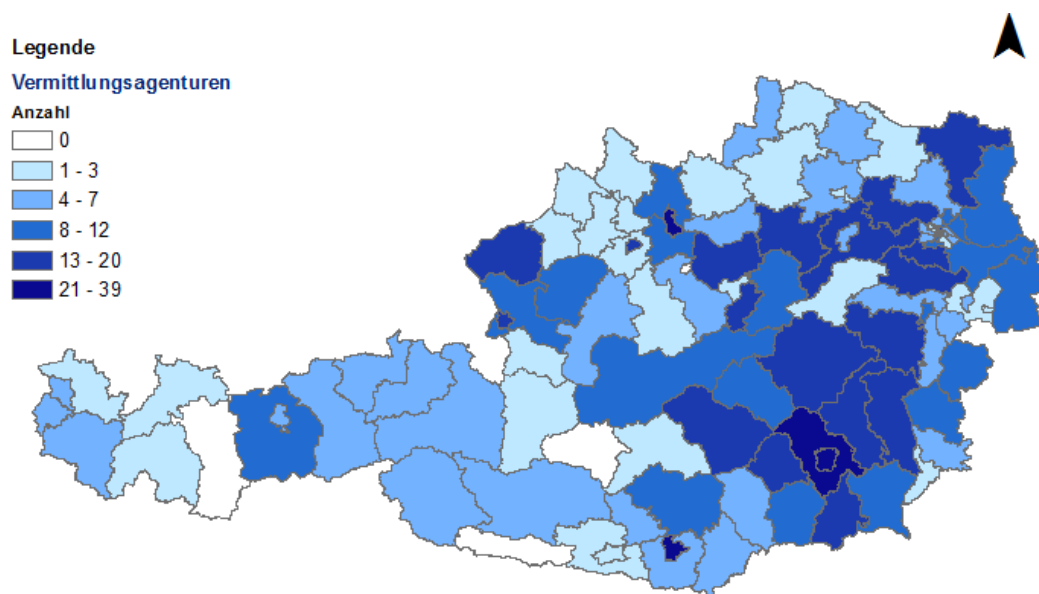 Legende
Vermittlungsagenturen
Anzahl
0
1 - 3
4 - 7
8 - 12
13 - 20
21 - 39